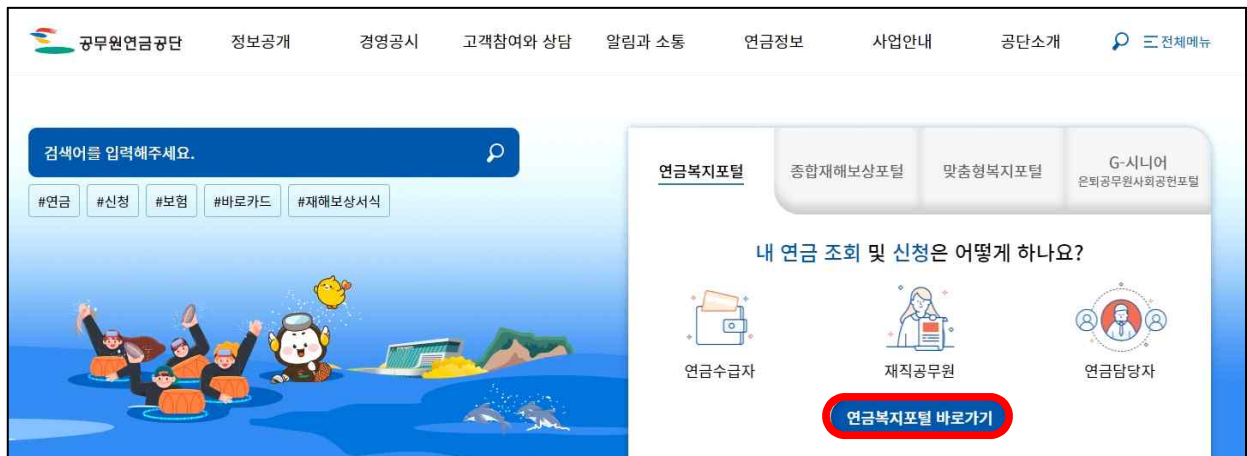 공무원연금공단 정보공개 경영공시 고객참여와 상담 알림과 소통 연금정보 사업안내 공단소개 전체메뉴
검색어를 입력해주세요.
#연금 #신청 #보험 #바로카드 #재해보상서식
연금복지포털 종합재해보상포털 맞춤형복지포털 G-시니어
은퇴공무원사회공헌포털
내 연금 조회 및 신청은 어떻게 하나요?
연금수급자 재직공무원 연금담당자
연금복지포털 바로가기